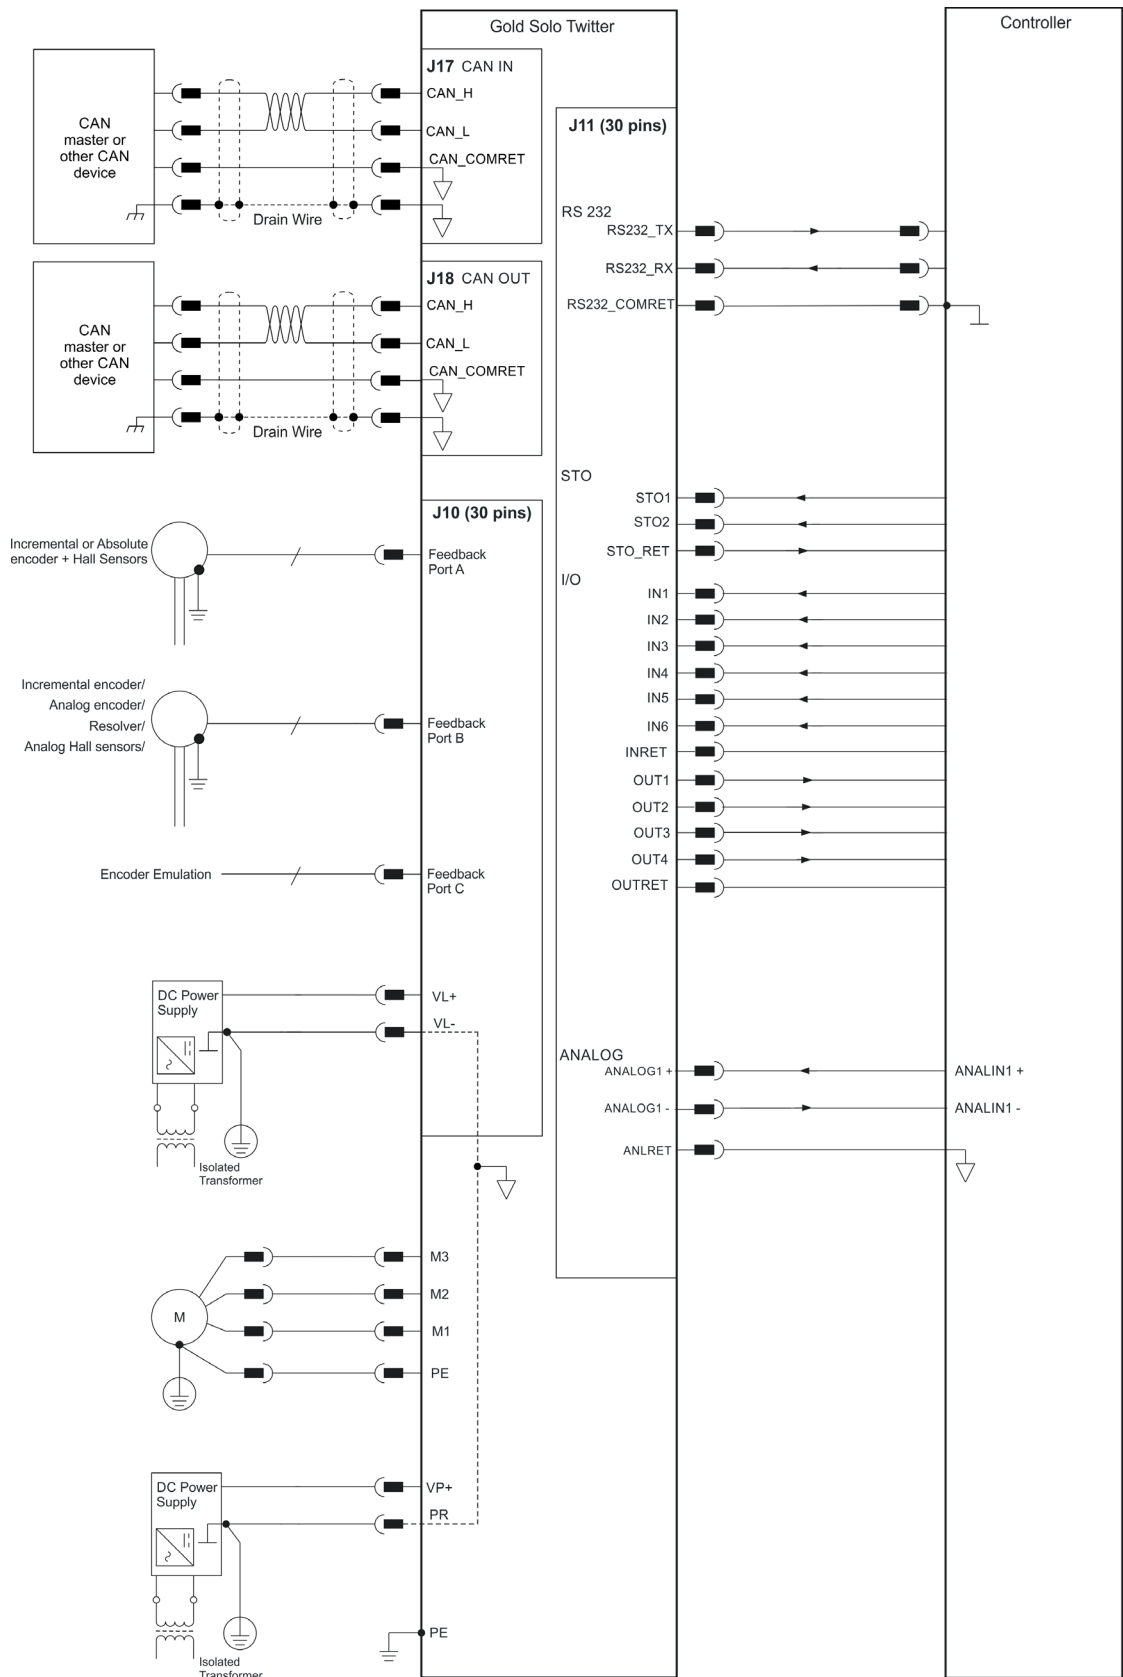 Gold Solo Twitter
Controller
J17 CAN IN
CAN_H
CAN_L
CAN_COMRET
CAN
master or
other CAN
device
Drain Wire
J18 CAN OUT
CAN_H
CAN_L
CAN_COMRET
CAN
master or
other CAN
device
Drain Wire
J11 (30 pins)
RS 232
RS232_TX
RS232_RX
RS232_COMRET
STO
STO1
STO2
STO_RET
I/O
IN1
IN2
IN3
IN4
IN5
IN6
INRET
OUT1
OUT2
OUT3
OUT4
OUTRET
ANALOG
ANALOG1 +
ANALOG1 -
ANLRET
ANALIN1 +
ANALIN1 -
J10 (30 pins)
Incremental or Absolute
encoder + Hall Sensors
Feedback
Port A
Incremental encoder/
Analog encoder/
Resolver/
Analog Hall sensors/
Feedback
Port B
Encoder Emulation
Feedback
Port C
DC Power
Supply
VL+
VL-
Isolated
Transformer
M
M3
M2
M1
PE
DC Power
Supply
VP+
PR
Isolated
Transformer
PE